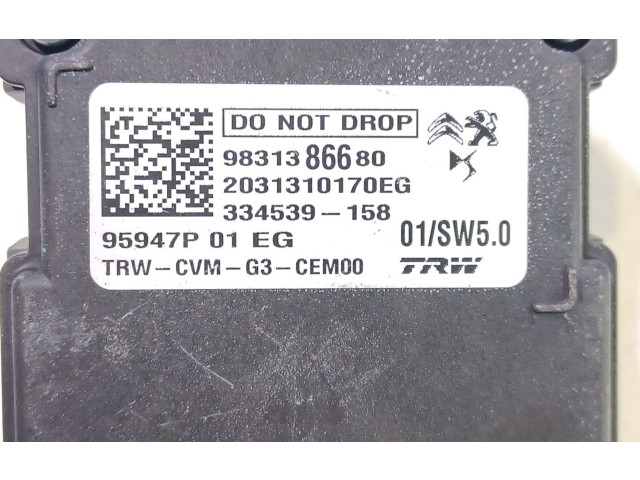 DO NOT DROP
98313 866 80
2031310170EG
334539-158
95947P 01 EG 01/SW5.0
TRW-CVM-G3-CEM00 TRW